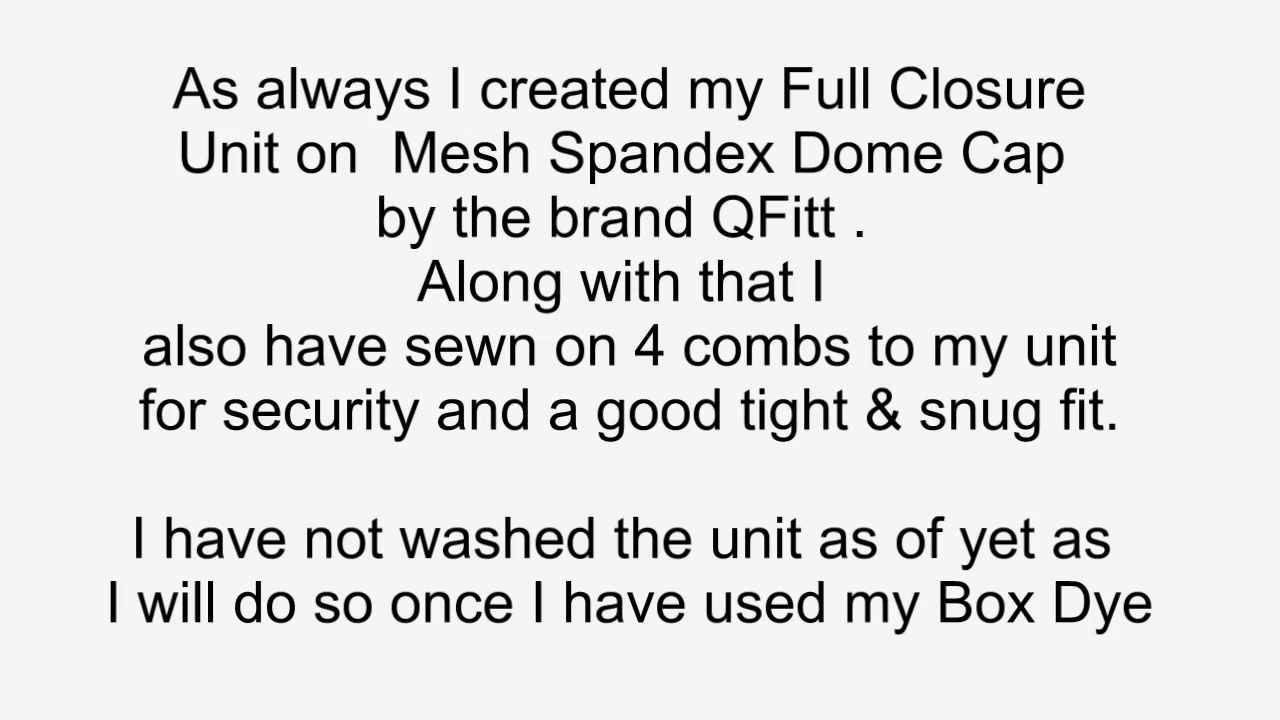 As always I created my Full Closure
Unit on  Mesh Spandex Dome Cap
by the brand QFitt .
Along with that I
also have sewn on 4 combs to my unit
for security and a good tight & snug fit.
I have not washed the unit as of yet as
I will do so once I have used my Box Dye